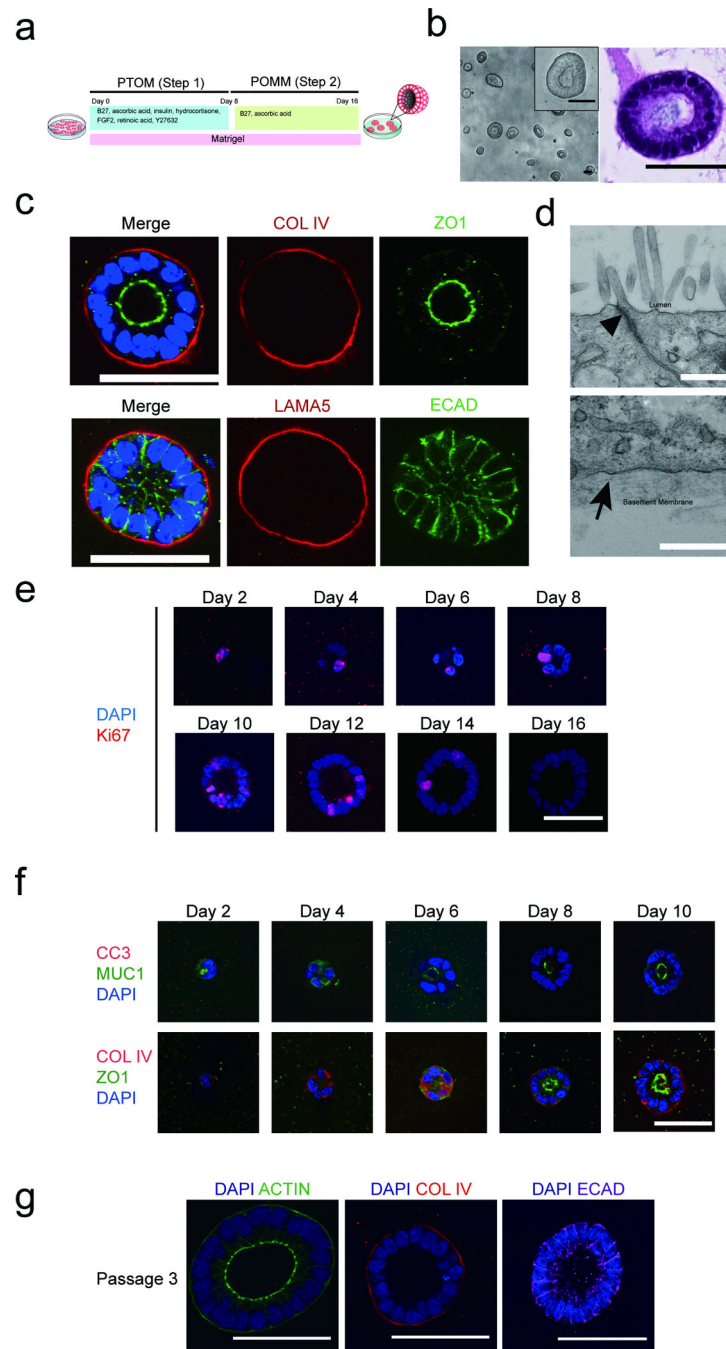 a
PTOM (Step 1) POMM (Step 2)
Day 0 Day 8 Day 16
B27, ascorbic acid, insulin, hydrocortisone, FGF2, retinoic acid, Y27632
B27, ascorbic acid
Matrigel
b
c
Merge COL IV ZO1
Merge LAMA5 ECAD
d
Lumen
Basement Membrane
e
Day 2 Day 4 Day 6 Day 8
DAPI
Ki67
Day 10 Day 12 Day 14 Day 16
f
Day 2 Day 4 Day 6 Day 8 Day 10
CC3
MUC1
DAPI
COL IV
ZO1
DAPI
g
DAPI ACTIN DAPI COL IV DAPI ECAD
Passage 3